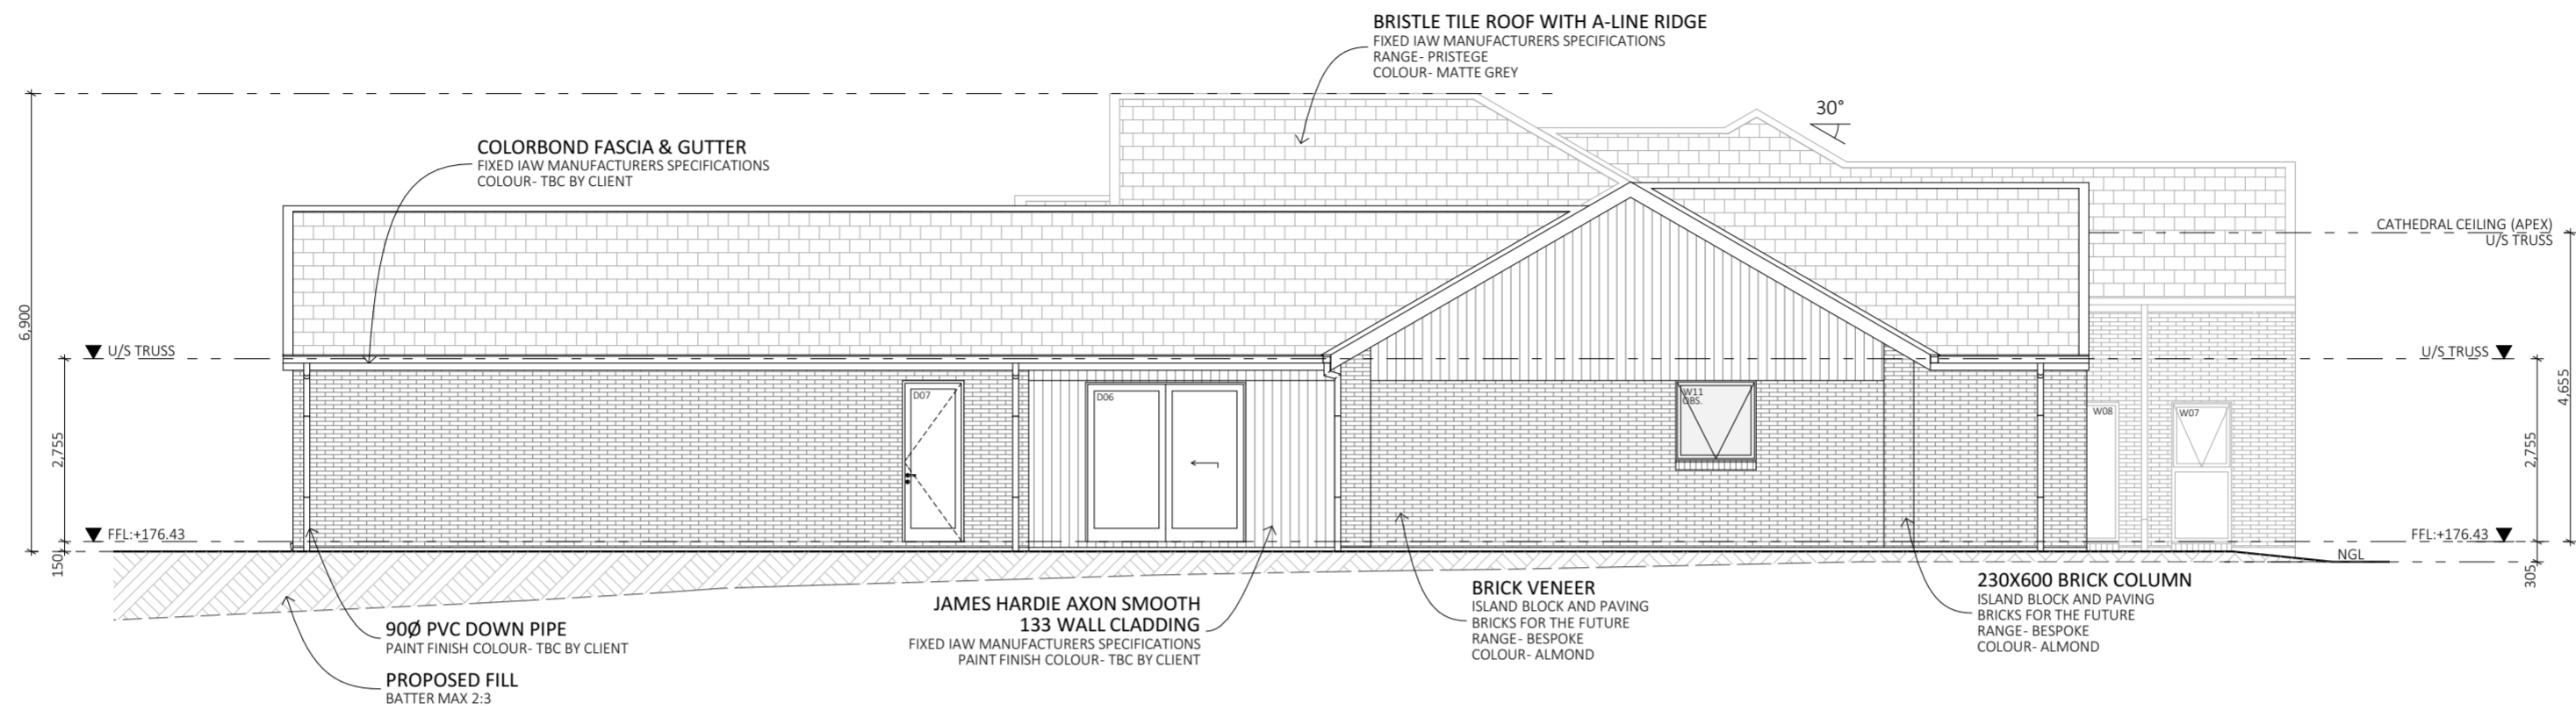 BRISTLE TILE ROOF WITH A-LINE RIDGE
FIXED IAW MANUFACTURERS SPECIFICATIONS
RANGE- PRISTEGE
COLOUR- MATTE GREY
30°
COLORBOND FASCIA & GUTTER
FIXED IAW MANUFACTURERS SPECIFICATIONS
COLOUR- TBC BY CLIENT
CATHEDRAL CEILING (APEX)
U/S TRUSS
6,900
U/S TRUSS
U/S TRUSS
4,655
D07
D06
W11
OBS.
W08
W07
2,755
2,755
FFL:+176.43
FFL:+176.43
NGL
150
305
JAMES HARDIE AXON SMOOTH
133 WALL CLADDING
FIXED IAW MANUFACTURERS SPECIFICATIONS
PAINT FINISH COLOUR- TBC BY CLIENT
BRICK VENEER
ISLAND BLOCK AND PAVING
BRICKS FOR THE FUTURE
RANGE- BESPOKE
COLOUR- ALMOND
230X600 BRICK COLUMN
ISLAND BLOCK AND PAVING
BRICKS FOR THE FUTURE
RANGE- BESPOKE
COLOUR- ALMOND
90Ø PVC DOWN PIPE
PAINT FINISH COLOUR- TBC BY CLIENT
PROPOSED FILL
BATTER MAX 2:3